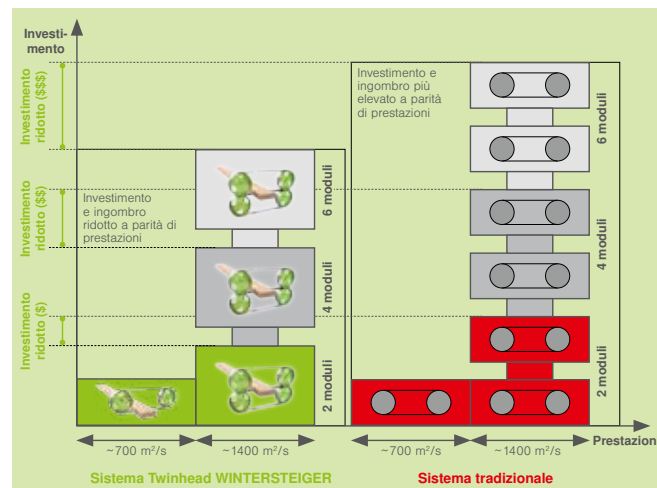 Investi-
mento
Investimento
ridotto ($$$)
Investimento
ridotto ($$)
Investimento
ridotto ($)
Investimento
e ingombro
ridotto a parità di
prestazioni
6 moduli
4 moduli
2 moduli
Investimento e
ingombro più
elevato a parità
di prestazioni
6 moduli
4 moduli
2 moduli
~700 m²/s
~1400 m²/s
~700 m²/s
~1400 m²/s
Prestazion
Sistema Twinhead WINTERSTEIGER
Sistema tradizionale